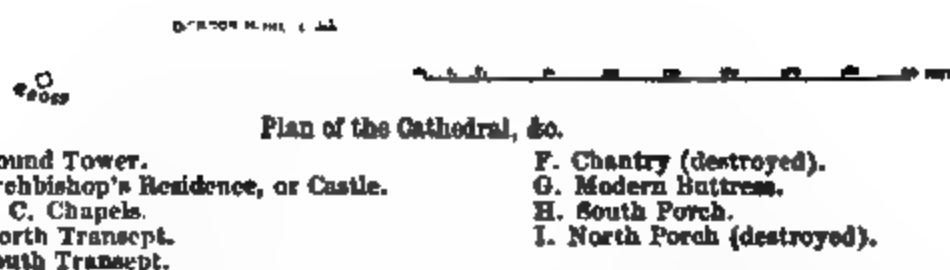 CROSS
Plan of the Cathedral, &c.
ound Tower.
rchbishop's Residence, or Castle.
C. Chapels.
orth Transept.
outh Transept.
F. Chantry (destroyed).
G. Modern Buttress.
H. South Porch.
I. North Porch (destroyed).